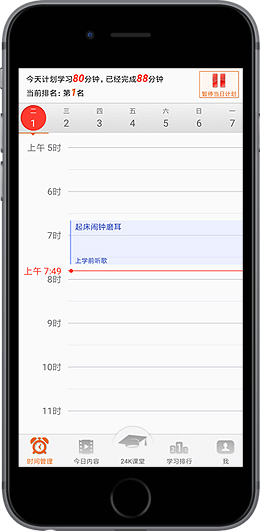 今天计划学习80分钟，已经完成88分钟
当前排名：第1名
暂停当日计划
二 三 四 五 六 日 一
1 2 3 4 5 6 7
上午 5时
6时
7时
起床闹钟磨耳
上学前听歌
上午 7:49
8时
9时
10时
11时
时间管理 今日内容 24K课堂 学习排行 我